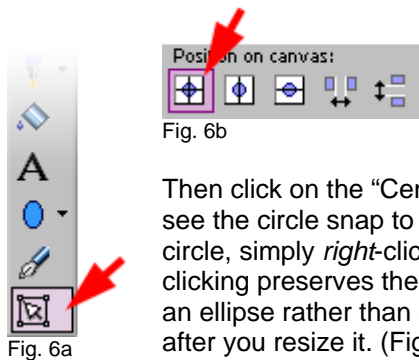 Position on canvas:
Fig. 6b
A
Then click on the “Cer
see the circle snap to
circle, simply right-clic
clicking preserves the
an ellipse rather than
after you resize it. (Fig
Fig. 6a